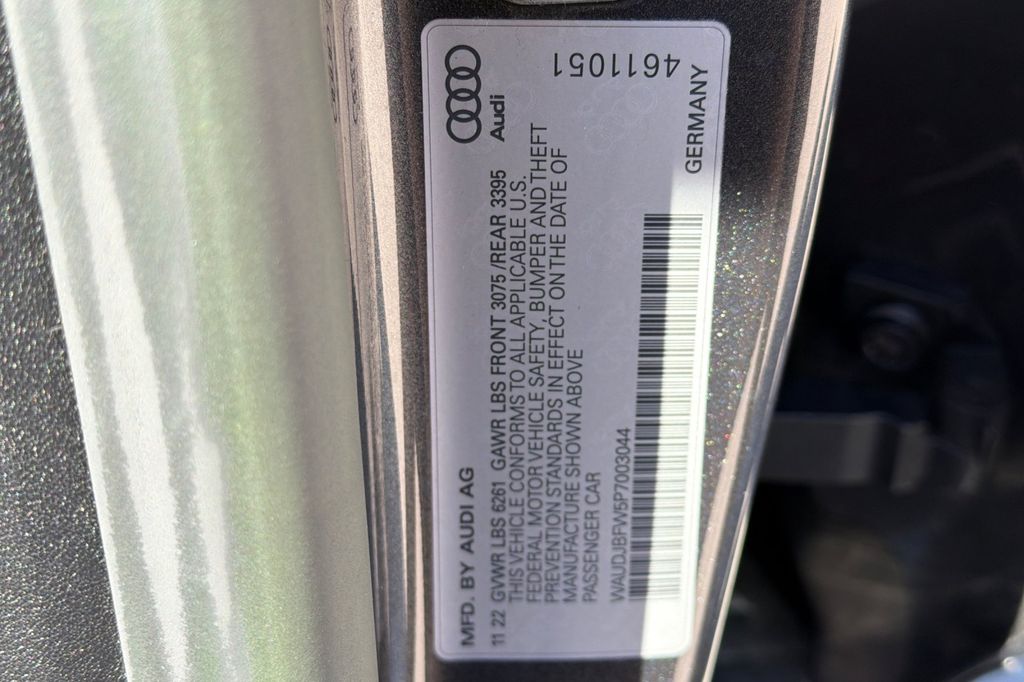 Audi
MFD. BY AUDI AG
11 22 GVWR LBS 6261 GAWR LBS FRONT 3075 /REAR 3395
THIS VEHICLE CONFORMS TO ALL APPLICABLE U.S.
FEDERAL MOTOR VEHICLE SAFETY, BUMPER AND THEFT
PREVENTION STANDARDS IN EFFECT ON THE DATE OF
MANUFACTURE SHOWN ABOVE
PASSENGER CAR
WAUDJBFW5P7003044
GERMANY
4611051